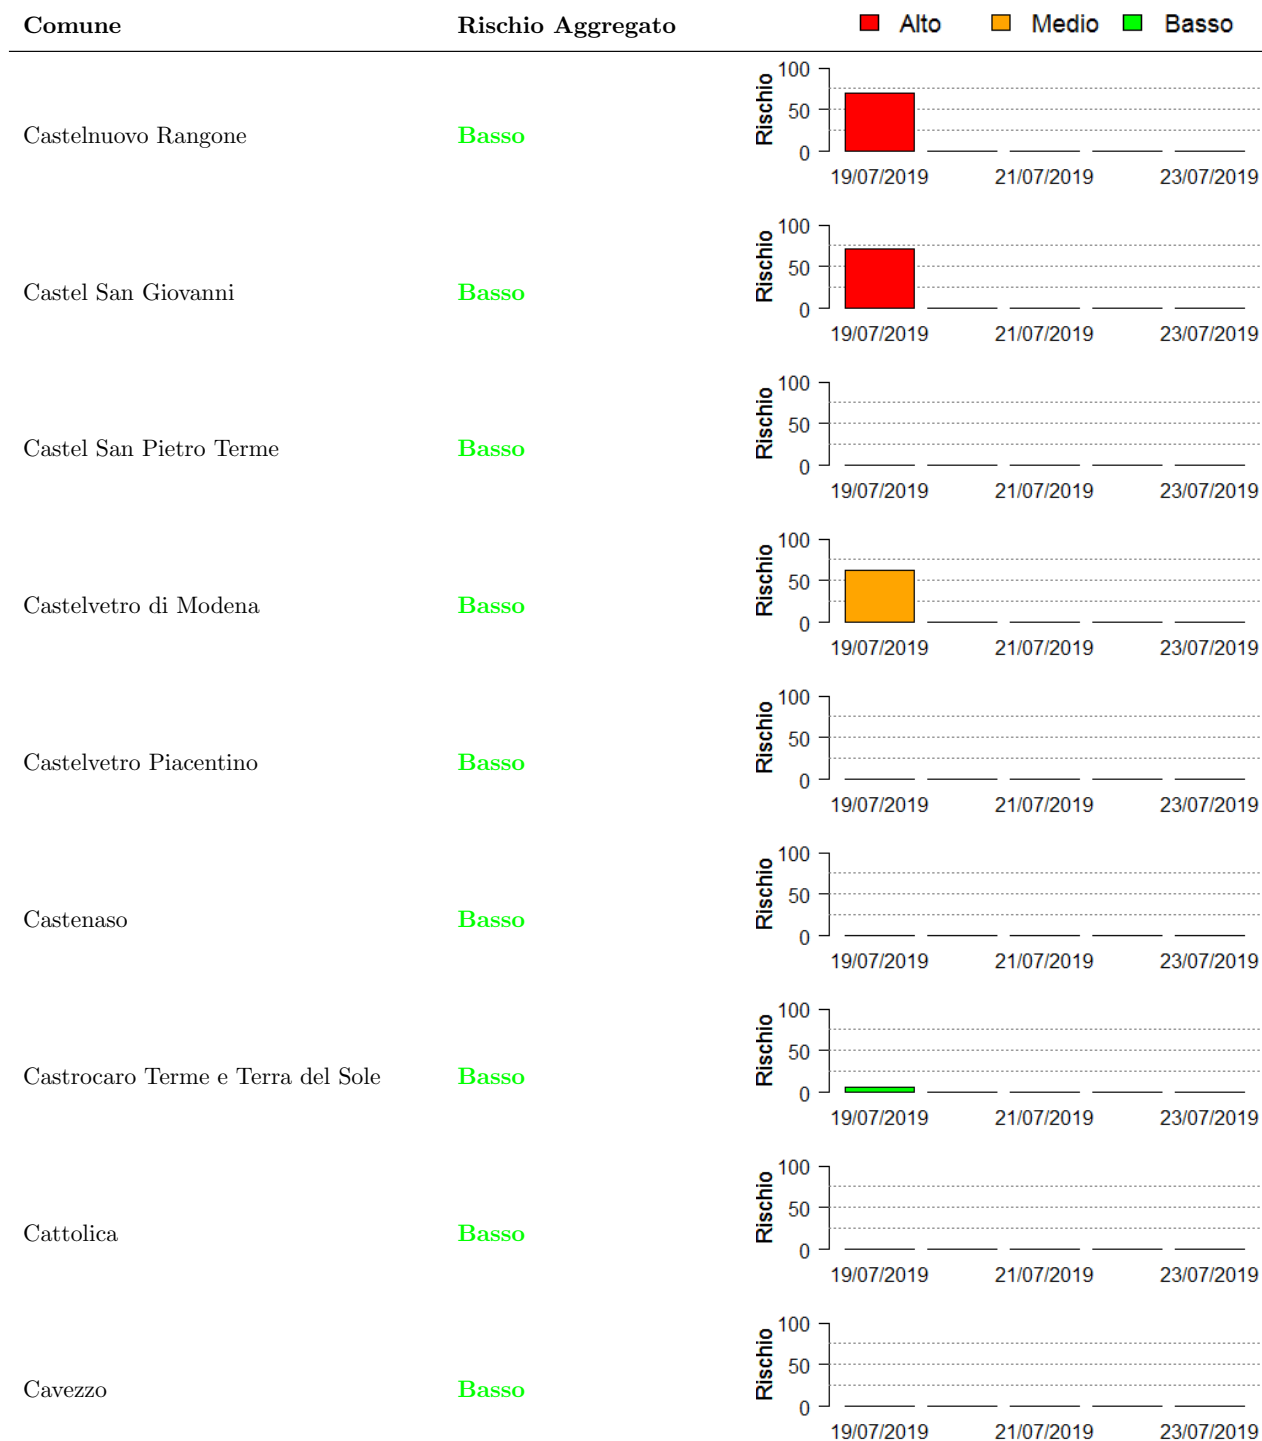 Comune Rischio Aggregato Alto Medio Basso
Castelnuovo Rangone Basso
Rischio
100
50
0
19/07/2019 21/07/2019 23/07/2019
Castel San Giovanni Basso
Rischio
100
50
0
19/07/2019 21/07/2019 23/07/2019
Castel San Pietro Terme Basso
Rischio
100
50
0
19/07/2019 21/07/2019 23/07/2019
Castelvetro di Modena Basso
Rischio
100
50
0
19/07/2019 21/07/2019 23/07/2019
Castelvetro Piacentino Basso
Rischio
100
50
0
19/07/2019 21/07/2019 23/07/2019
Castenaso Basso
Rischio
100
50
0
19/07/2019 21/07/2019 23/07/2019
Castrocaro Terme e Terra del Sole Basso
Rischio
100
50
0
19/07/2019 21/07/2019 23/07/2019
Cattolica Basso
Rischio
100
50
0
19/07/2019 21/07/2019 23/07/2019
Cavezzo Basso
Rischio
100
50
0
19/07/2019 21/07/2019 23/07/2019